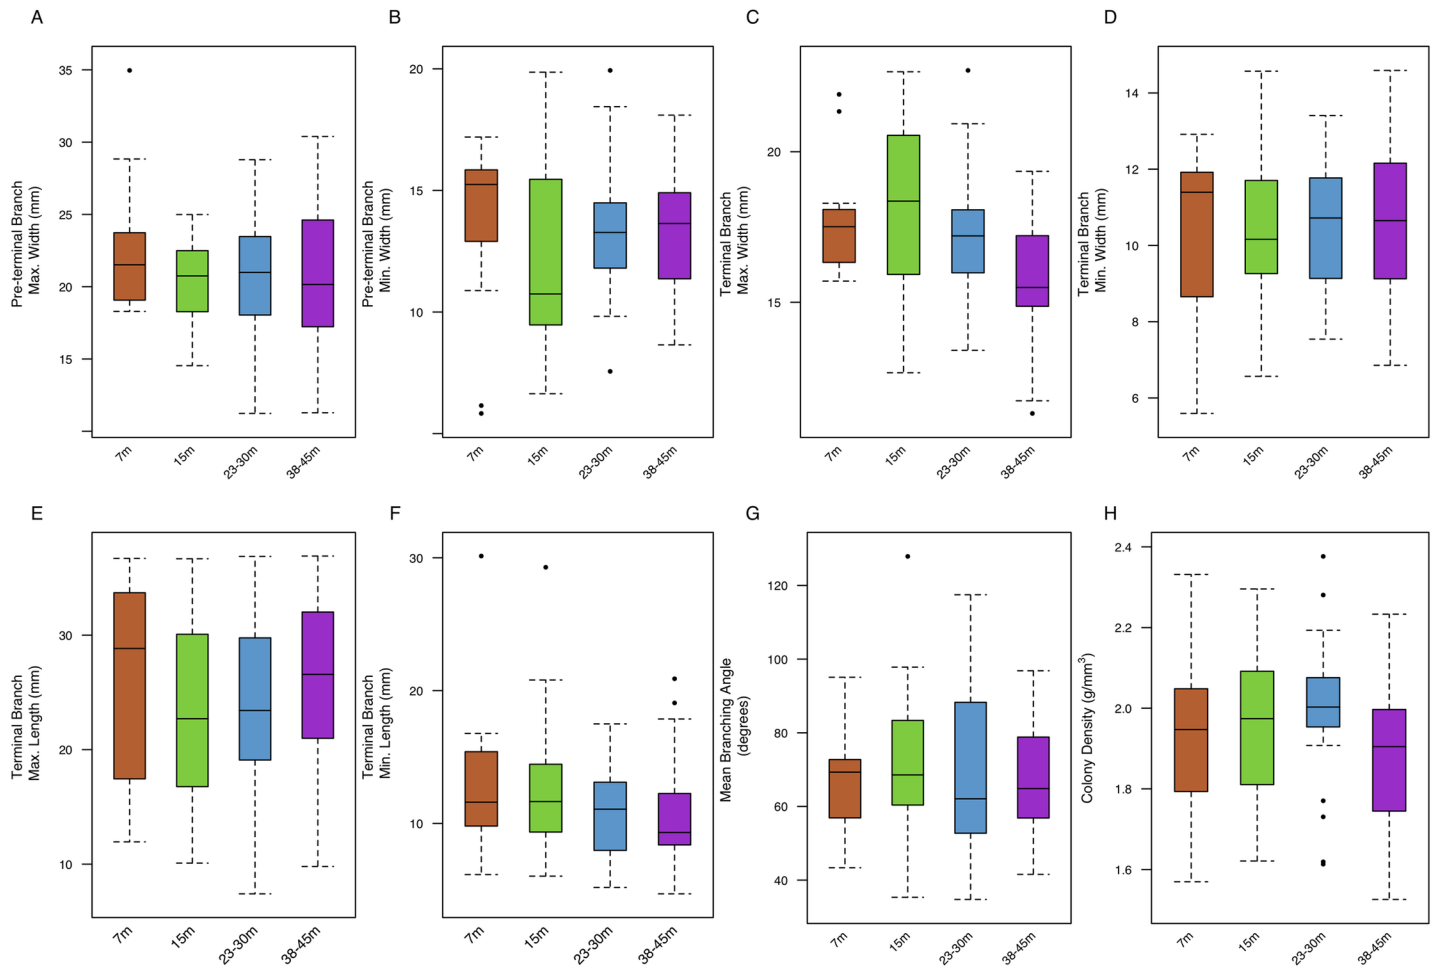 A
B
C
D
Pre-terminal Branch
Max. Width (mm)
35
30
25
20
15
7m
15m
23-30m
38-45m
Pre-terminal Branch
Min. Width (mm)
20
15
10
7m
15m
23-30m
38-45m
Terminal Branch
Max. Width (mm)
20
15
7m
15m
23-30m
38-45m
Terminal Branch
Min. Width (mm)
14
12
10
8
6
7m
15m
23-30m
38-45m
E
F
G
H
Terminal Branch
Max. Length (mm)
30
20
10
7m
15m
23-30m
38-45m
Terminal Branch
Min. Length (mm)
30
20
10
7m
15m
23-30m
38-45m
Mean Branching Angle
(degrees)
120
100
80
60
40
7m
15m
23-30m
38-45m
Colony Density (g/mm³)
2.4
2.2
2.0
1.8
1.6
7m
15m
23-30m
38-45m